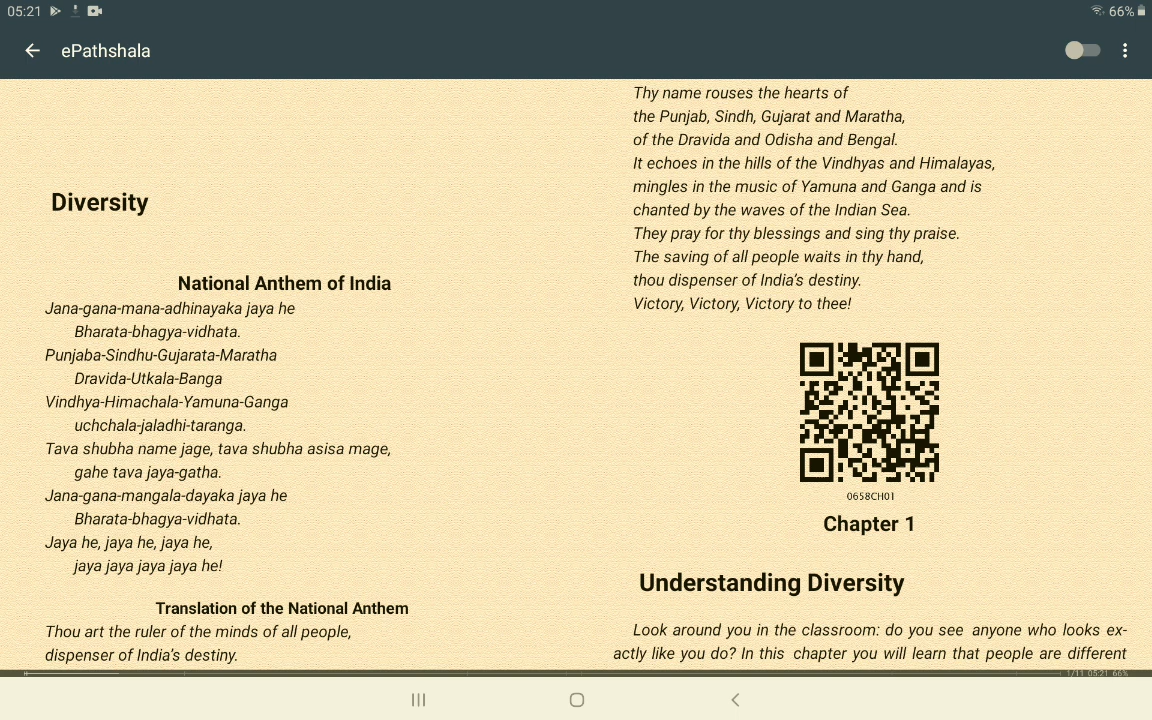 05:21
66%
ePathshala
Diversity
National Anthem of India
Jana-gana-mana-adhinayaka jaya he
Bharata-bhagya-vidhata.
Punjaba-Sindhu-Gujarata-Maratha
Dravida-Utkala-Banga
Vindhya-Himachala-Yamuna-Ganga
uchchala-jaladhi-taranga.
Tava shubha name jage, tava shubha asisa mage,
gahe tava jaya-gatha.
Jana-gana-mangala-dayaka jaya he
Bharata-bhagya-vidhata.
Jaya he, jaya he, jaya he,
jaya jaya jaya jaya he!
Translation of the National Anthem
Thou art the ruler of the minds of all people,
dispenser of India's destiny.
Thy name rouses the hearts of
the Punjab, Sindh, Gujarat and Maratha,
of the Dravida and Odisha and Bengal.
It echoes in the hills of the Vindhyas and Himalayas,
mingles in the music of Yamuna and Ganga and is
chanted by the waves of the Indian Sea.
They pray for thy blessings and sing thy praise.
The saving of all people waits in thy hand,
thou dispenser of India's destiny.
Victory, Victory, Victory to thee!
0658CH01
Chapter 1
Understanding Diversity
Look around you in the classroom: do you see anyone who looks ex-
actly like you do? In this chapter you will learn that people are different
1/11 05:21 66%